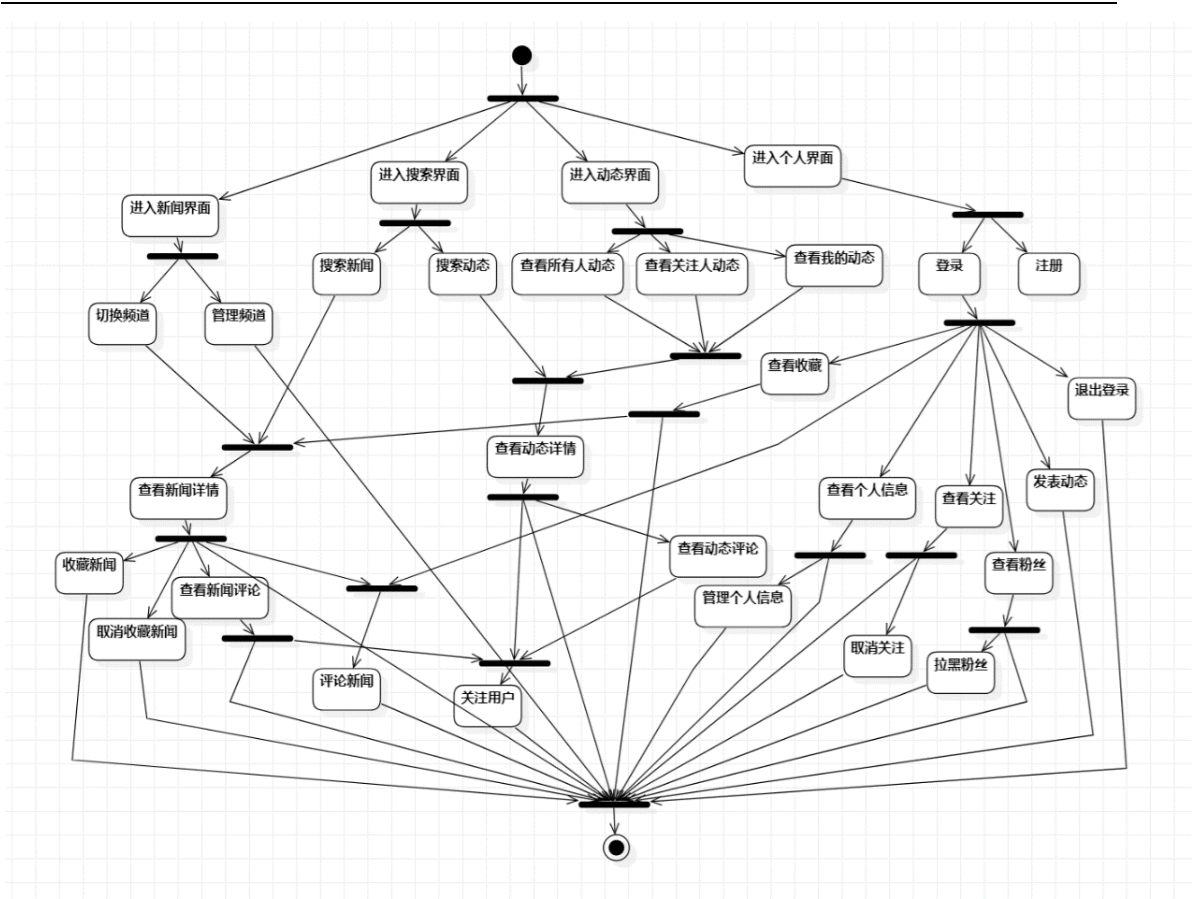 进入个人界面
进入搜索界面
进入动态界面
进入新闻界面
搜索新闻
搜索动态
查看所有人动态
查看关注人动态
查看我的动态
登录
注册
切换频道
管理频道
查看收藏
退出登录
查看动态详情
查看新闻详情
查看个人信息
查看关注
发表动态
收藏新闻
查看新闻评论
查看动态评论
查看粉丝
管理个人信息
取消收藏新闻
取消关注
拉黑粉丝
评论新闻
关注用户